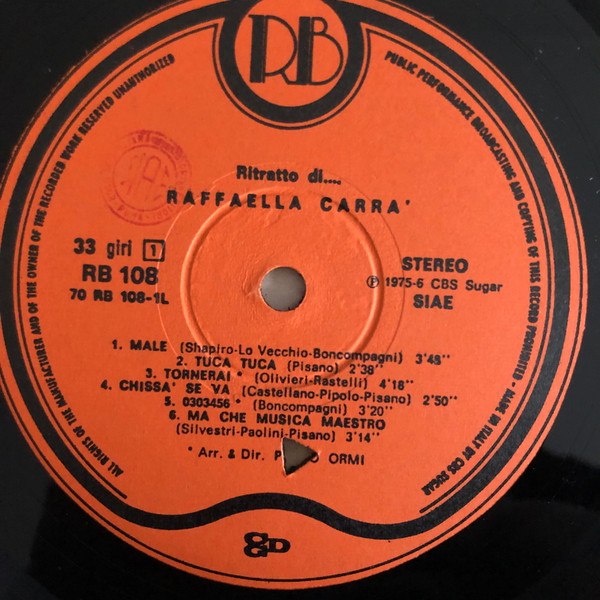 RB
ALL RIGHTS OF THE MANUFACTURER AND OF THE OWNER OF THE RECORDED WORK RESERVED UNAUTHORIZED
PUBLIC PERFORMANCE BROADCASTING AND COPYING OF THIS RECORD PROHIBITED - MADE IN ITALY BY CBS SUGAR
Ritratto di....
RAFFAELLA CARRA'
33 giri 1
RB 108
70 RB 108-1L
STEREO
℗ 1975-6 CBS Sugar
SIAE
1. MALE (Shapiro-Lo Vecchio-Boncompagni) 3'48''
2. TUCA TUCA (Pisano) 2'38''
3. TORNERAI * (Olivieri-Rastelli) 4'18''
4. CHISSA' SE VA (Castellano-Pipolo-Pisano) 2'50''
5. 0303456 * (Boncompagni) 3'20''
6. MA CHE MUSICA MAESTRO
(Silvestri-Paolini-Pisano) 3'14''
* Arr. & Dir. ORMI
CGD